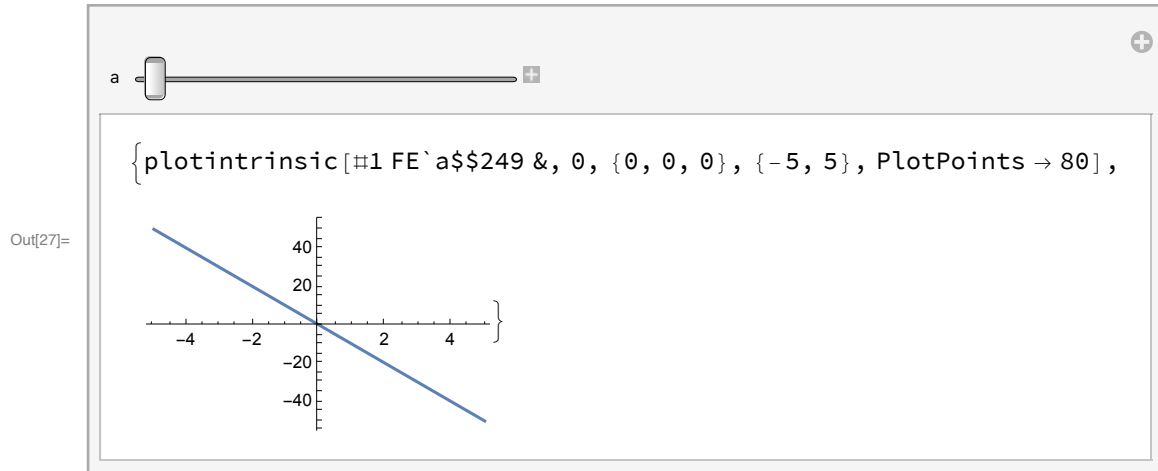 a
{plotintrinsic[#1 FE`a$$249 &, 0, {0, 0, 0}, {-5, 5}, PlotPoints → 80],
Out[27]=
40
20
-4 -2 2 4
-20
-40
}